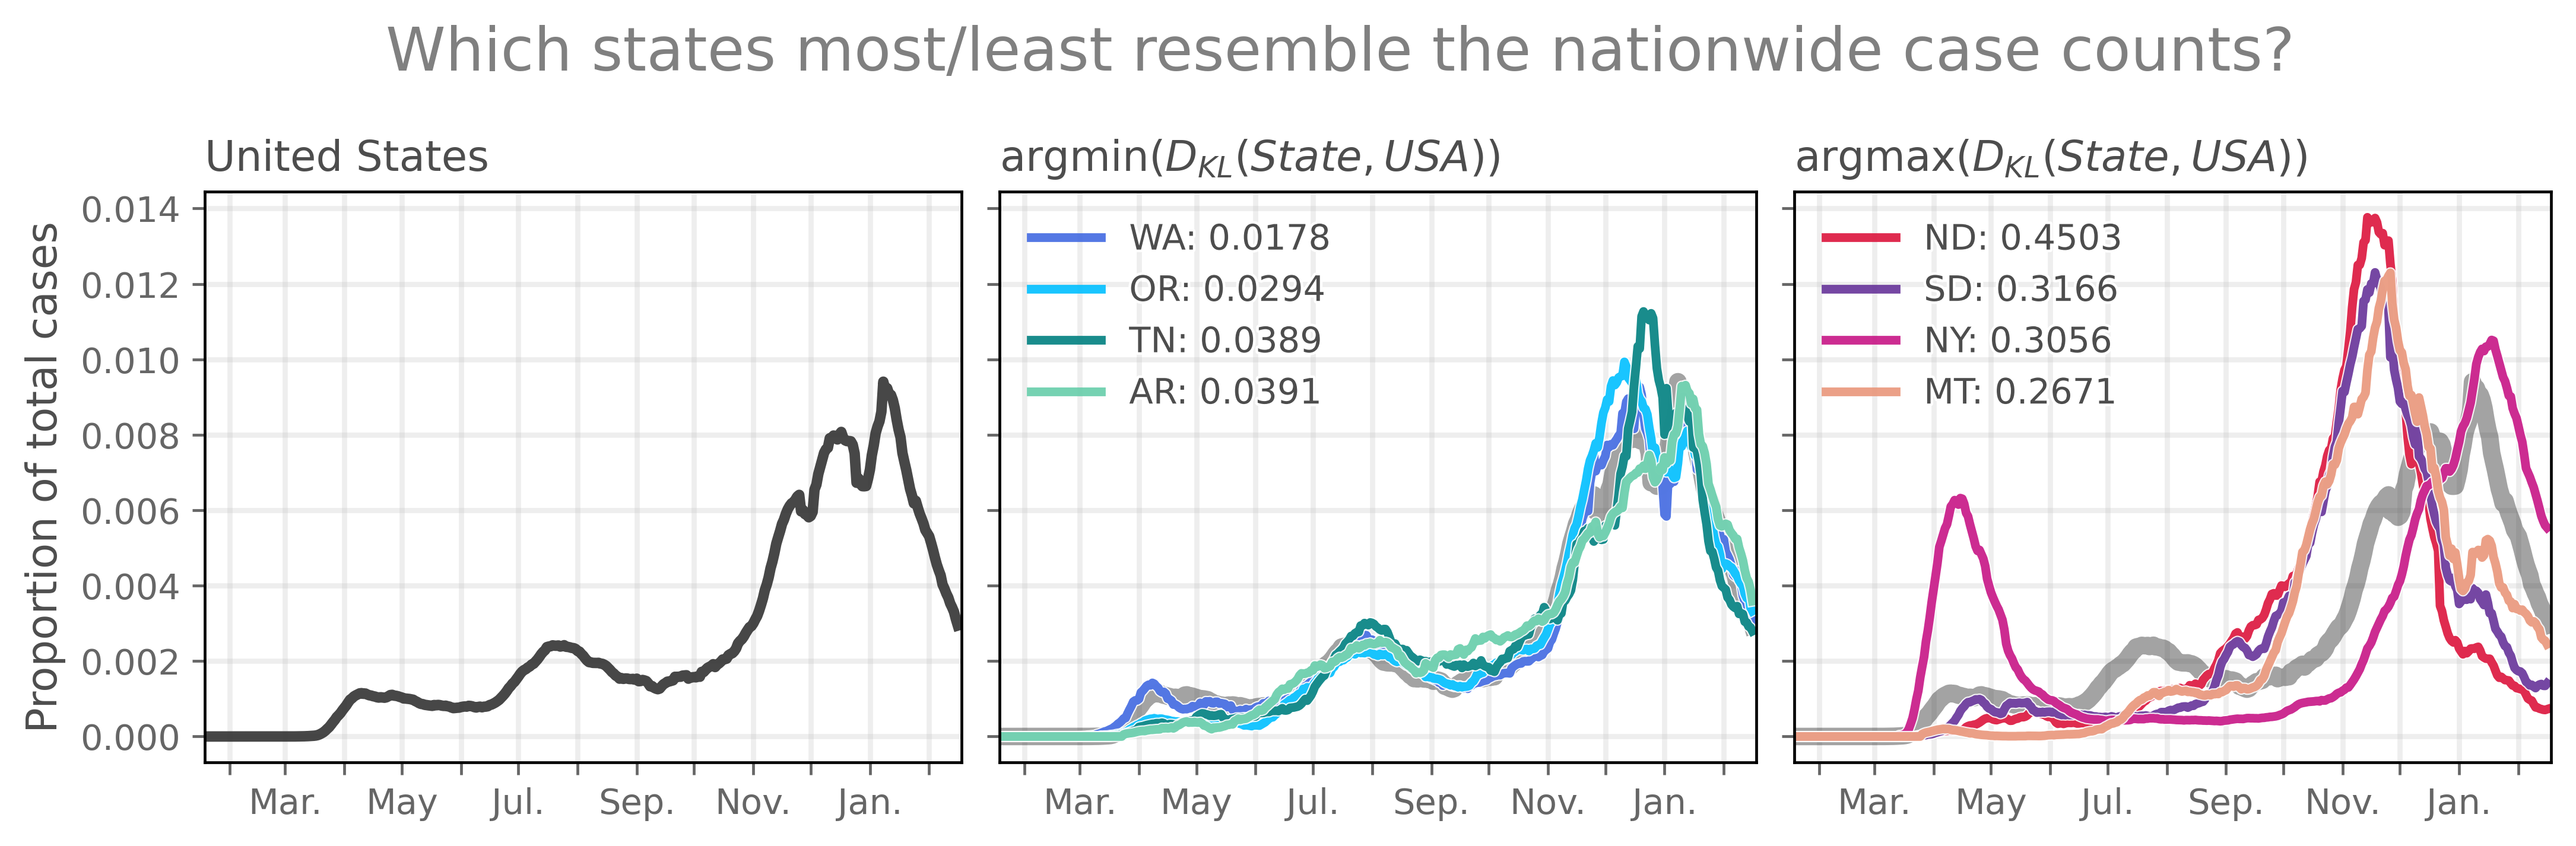 Which states most/least resemble the nationwide case counts?
United States
argmin(D_KL(State, USA))
argmax(D_KL(State, USA))
Proportion of total cases
0.014
0.012
0.010
0.008
0.006
0.004
0.002
0.000
Mar. May Jul. Sep. Nov. Jan.
WA: 0.0178
OR: 0.0294
TN: 0.0389
AR: 0.0391
Mar. May Jul. Sep. Nov. Jan.
ND: 0.4503
SD: 0.3166
NY: 0.3056
MT: 0.2671
Mar. May Jul. Sep. Nov. Jan.